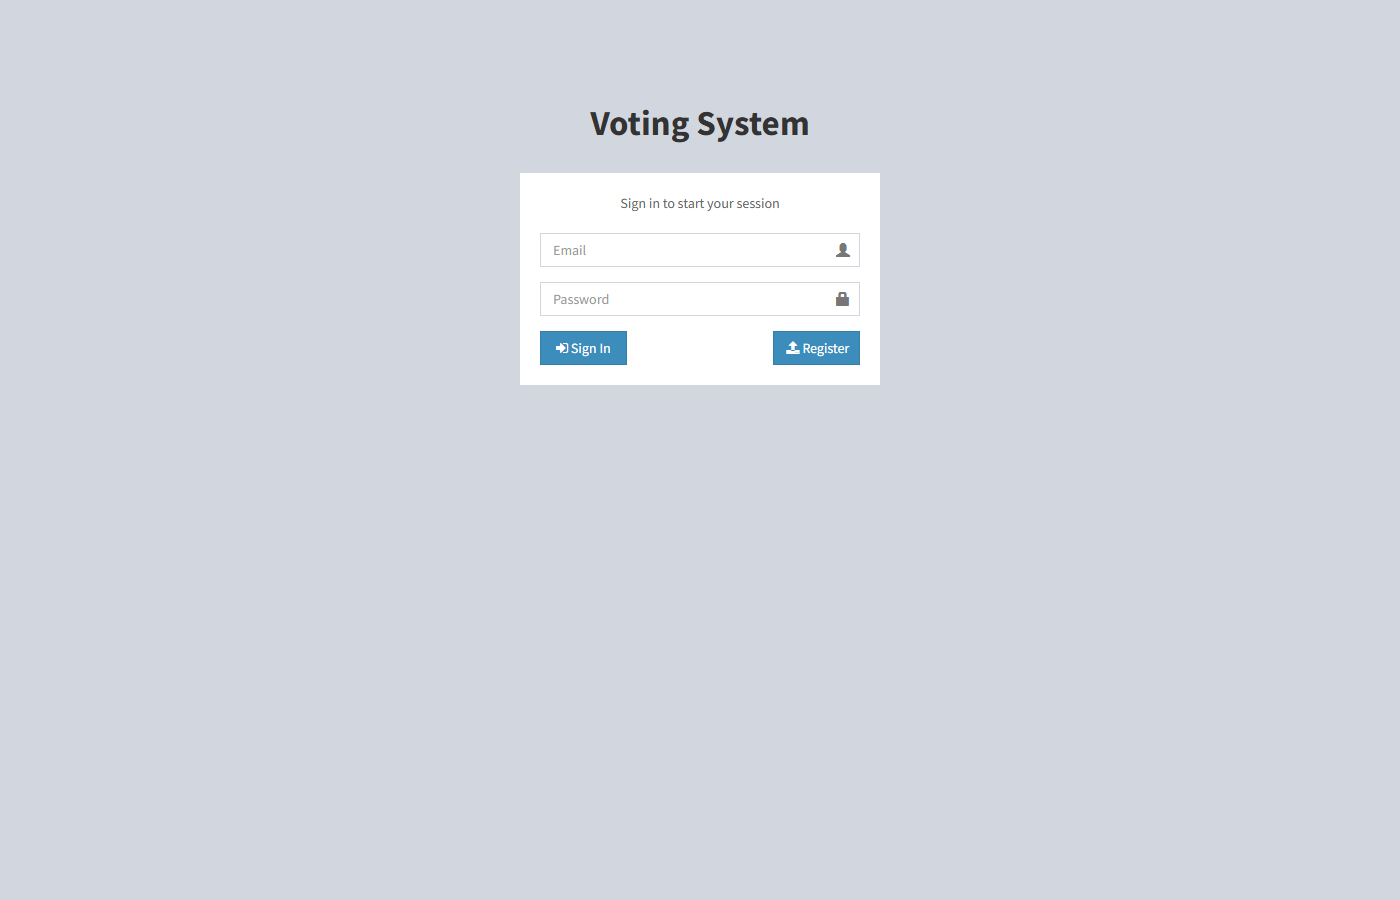 Voting System
Sign in to start your session
Email
Password
Sign In
Register